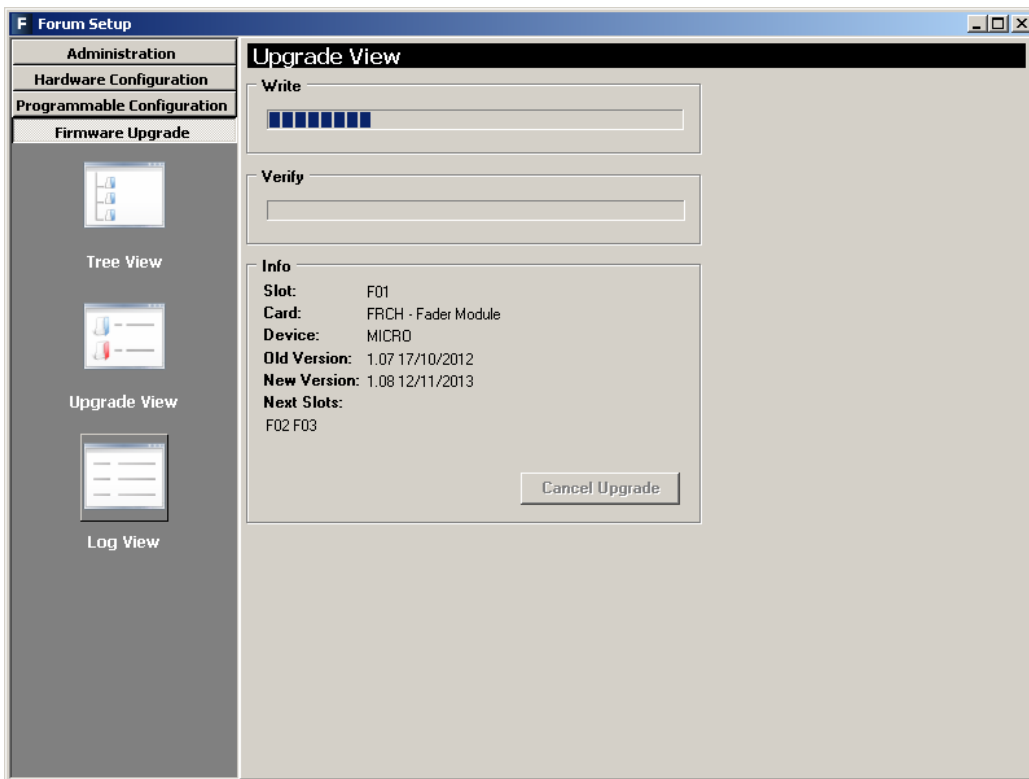 F Forum Setup
Administration
Hardware Configuration
Programmable Configuration
Firmware Upgrade
Tree View
Upgrade View
Log View
Upgrade View
Write
Verify
Info
Slot: F01
Card: FRCH - Fader Module
Device: MICRO
Old Version: 1.07 17/10/2012
New Version: 1.08 12/11/2013
Next Slots:
F02 F03
Cancel Upgrade